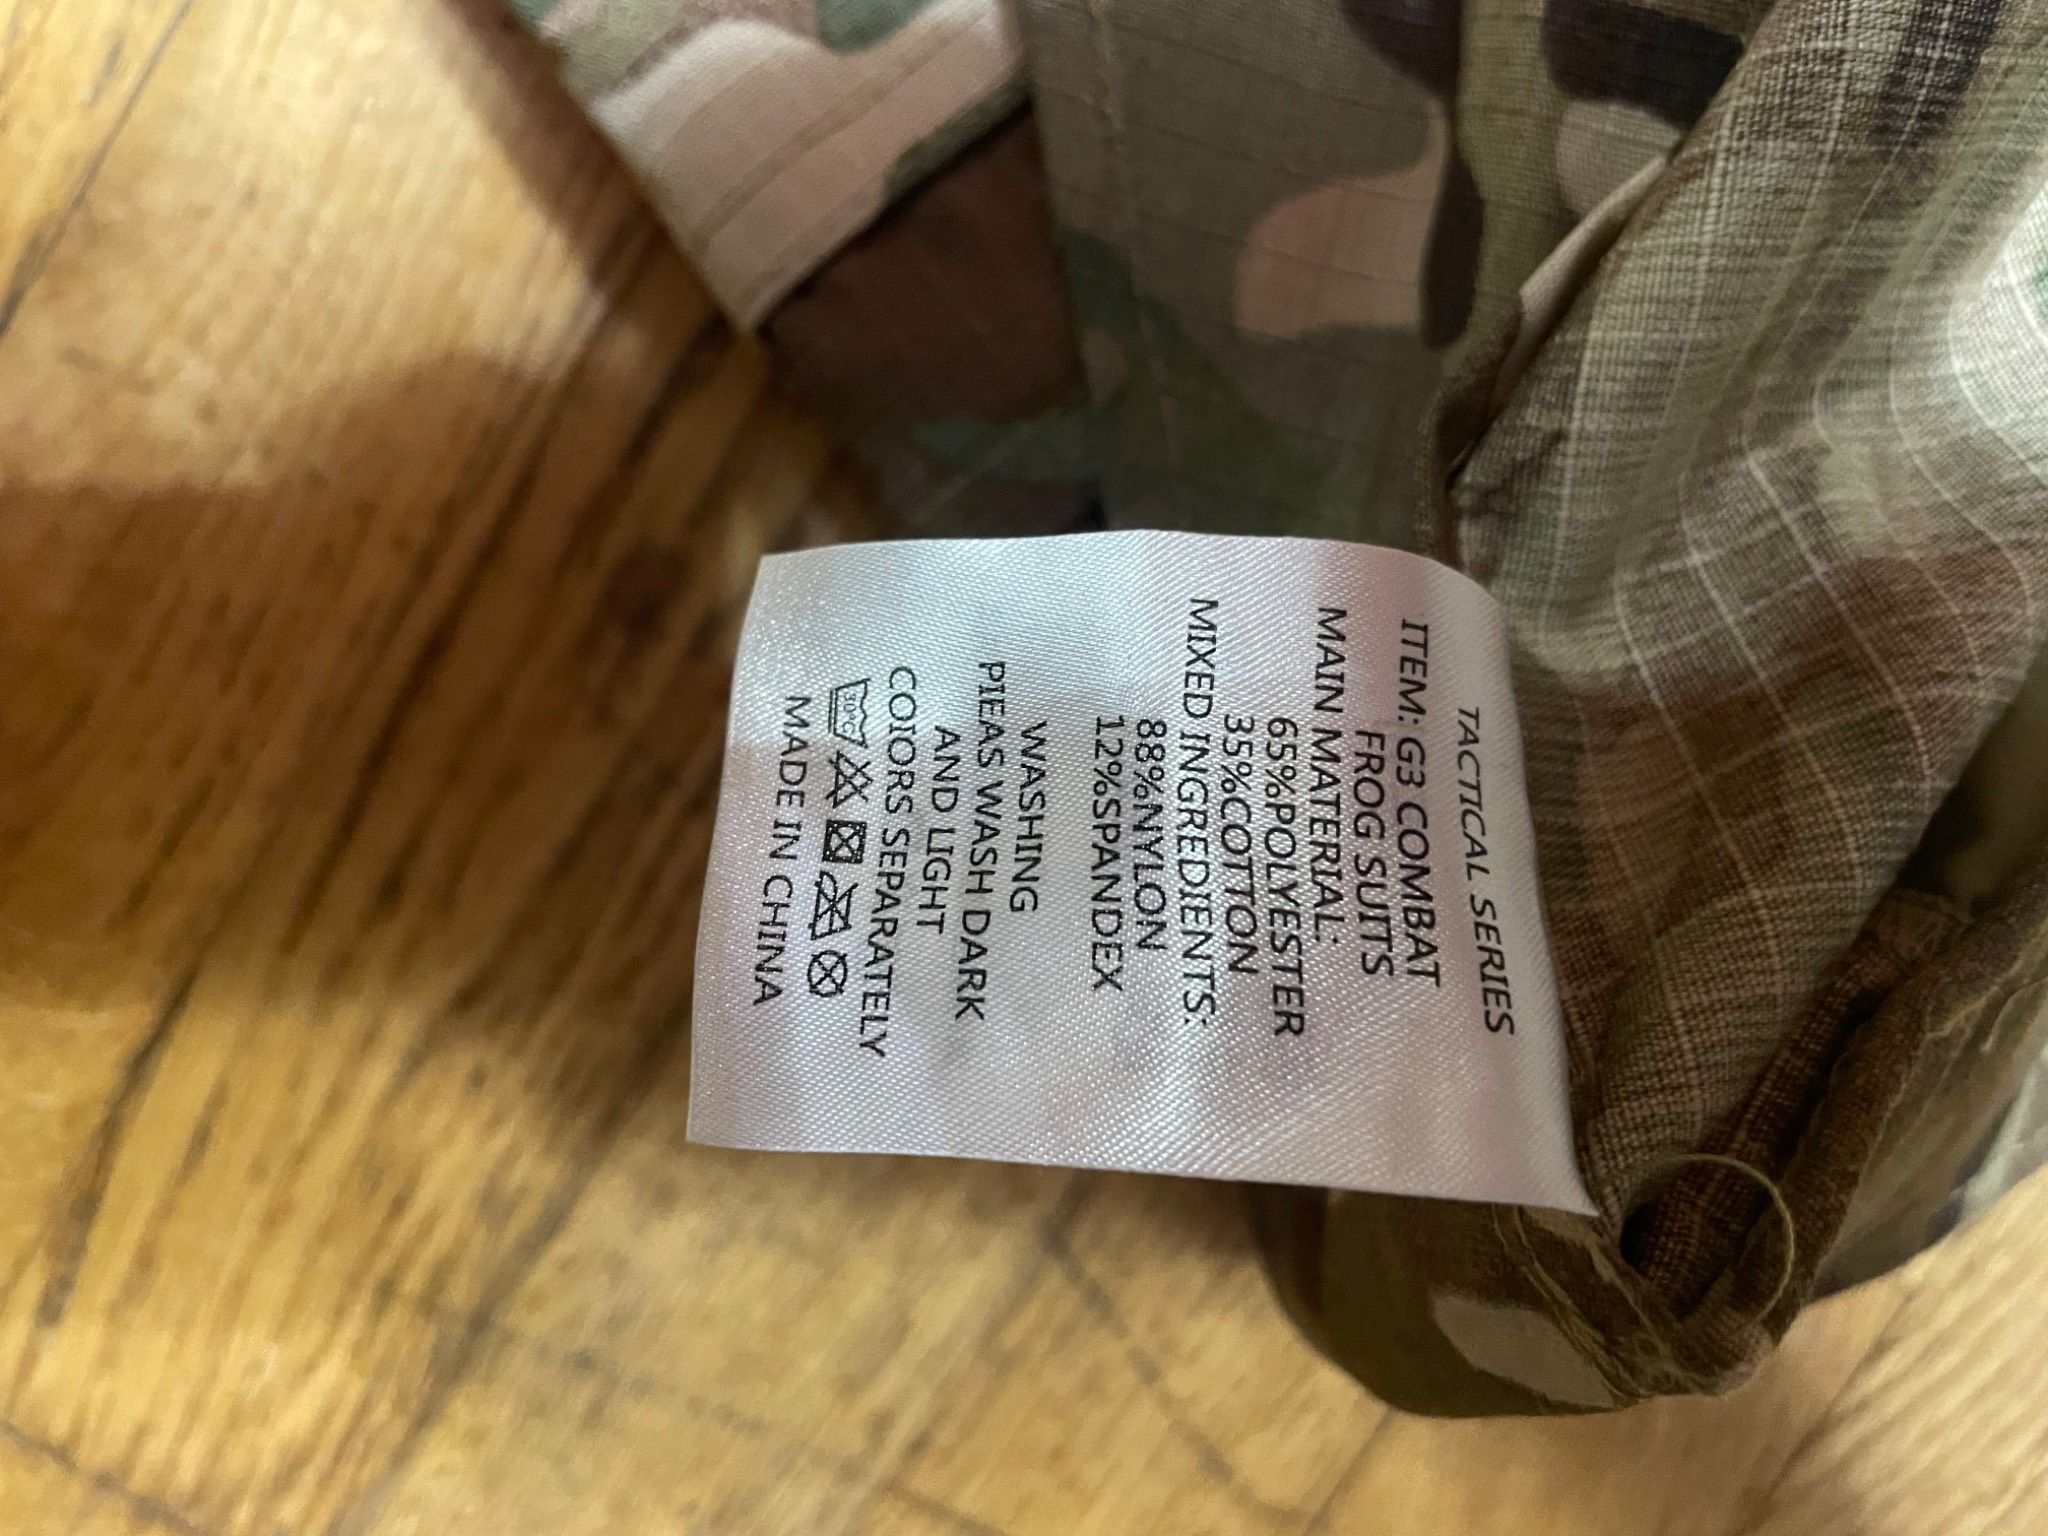 TACTICAL SERIES
ITEM: G3 COMBAT
FROG SUITS
MAIN MATERIAL:
65%POLYESTER
35%COTTON
MIXED INGREDIENTS:
88%NYLON
12%SPANDEX
WASHING
PIEAS WASH DARK
AND LIGHT
COIORS SEPARATELY
30°C
MADE IN CHINA